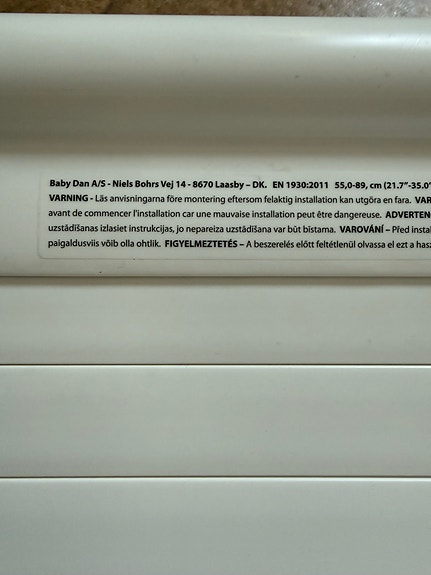 Baby Dan A/S - Niels Bohrs Vej 14 - 8670 Laasby – DK. EN 1930:2011 55,0-89, cm (21.7”-35.0”
VARNING - Läs anvisningarna före montering eftersom felaktig installation kan utgöra en fara. VAR
avant de commencer l'installation car une mauvaise installation peut être dangereuse. ADVERTEN
uzstādīšanas izlasiet instrukcijas, jo nepareiza uzstādīšana var būt bīstama. VAROVÁNÍ – Před insta
paigaldusviis võib olla ohtlik. FIGYELMEZTETÉS – A beszerelés előtt feltétlenül olvassa el ezt a hasz